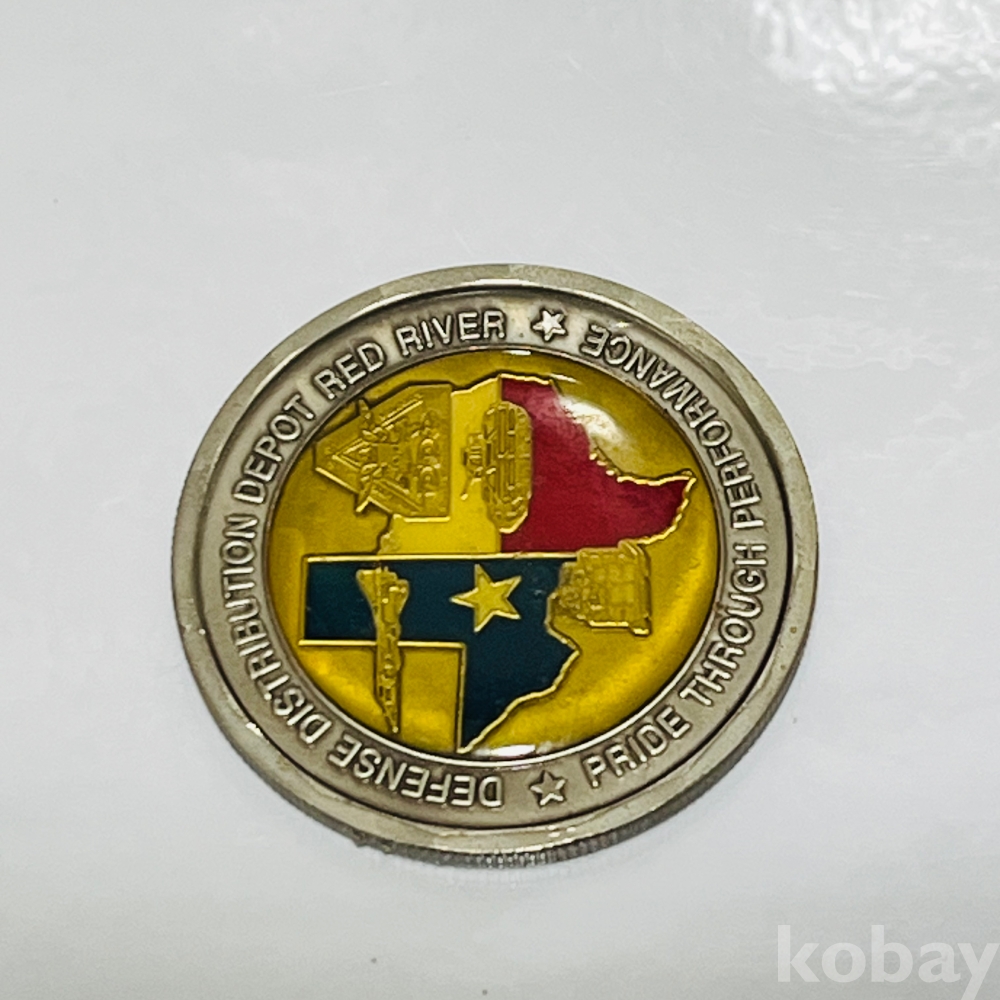 DEFENSE DISTRIBUTION DEPOT RED RIVER
PRIDE THROUGH PERFORMANCE
kobay